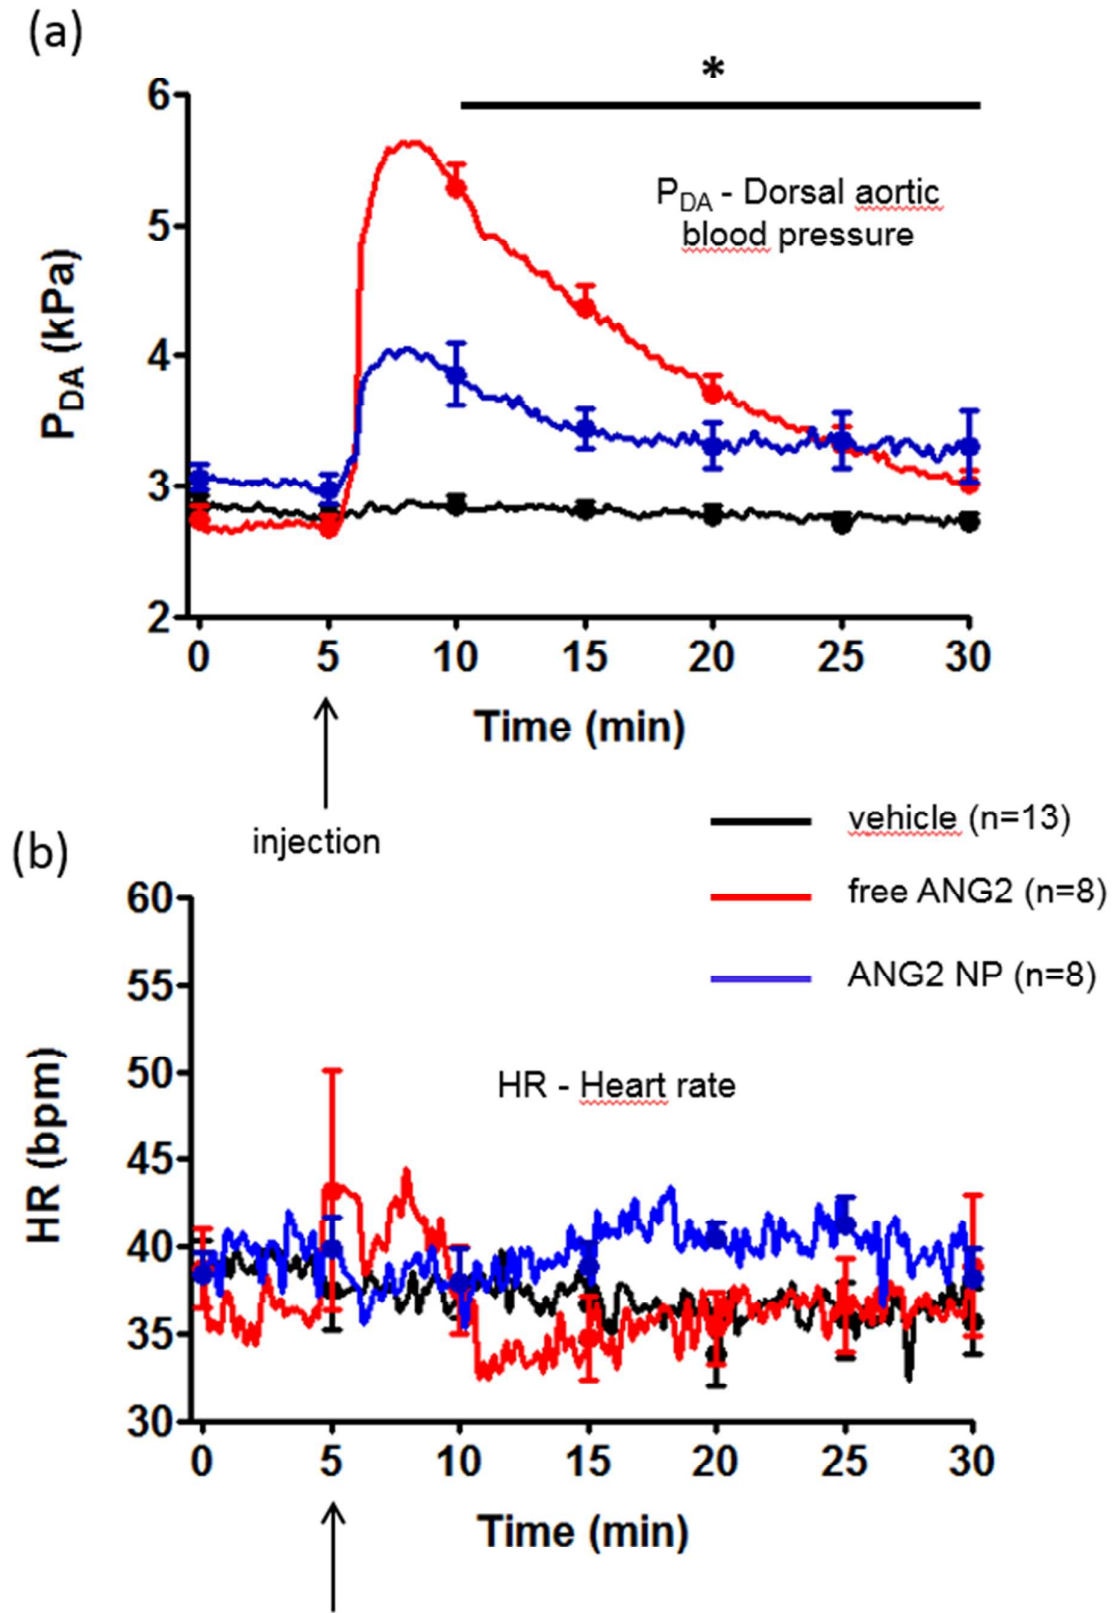 (a)
*
6
P_DA - Dorsal aortic
blood pressure
5
P_DA (kPa)
4
3
2
0 5 10 15 20 25 30
Time (min)
injection
vehicle (n=13)
(b)
free ANG2 (n=8)
60
ANG2 NP (n=8)
55
50
HR - Heart rate
HR (bpm)
45
40
35
30
0 5 10 15 20 25 30
Time (min)